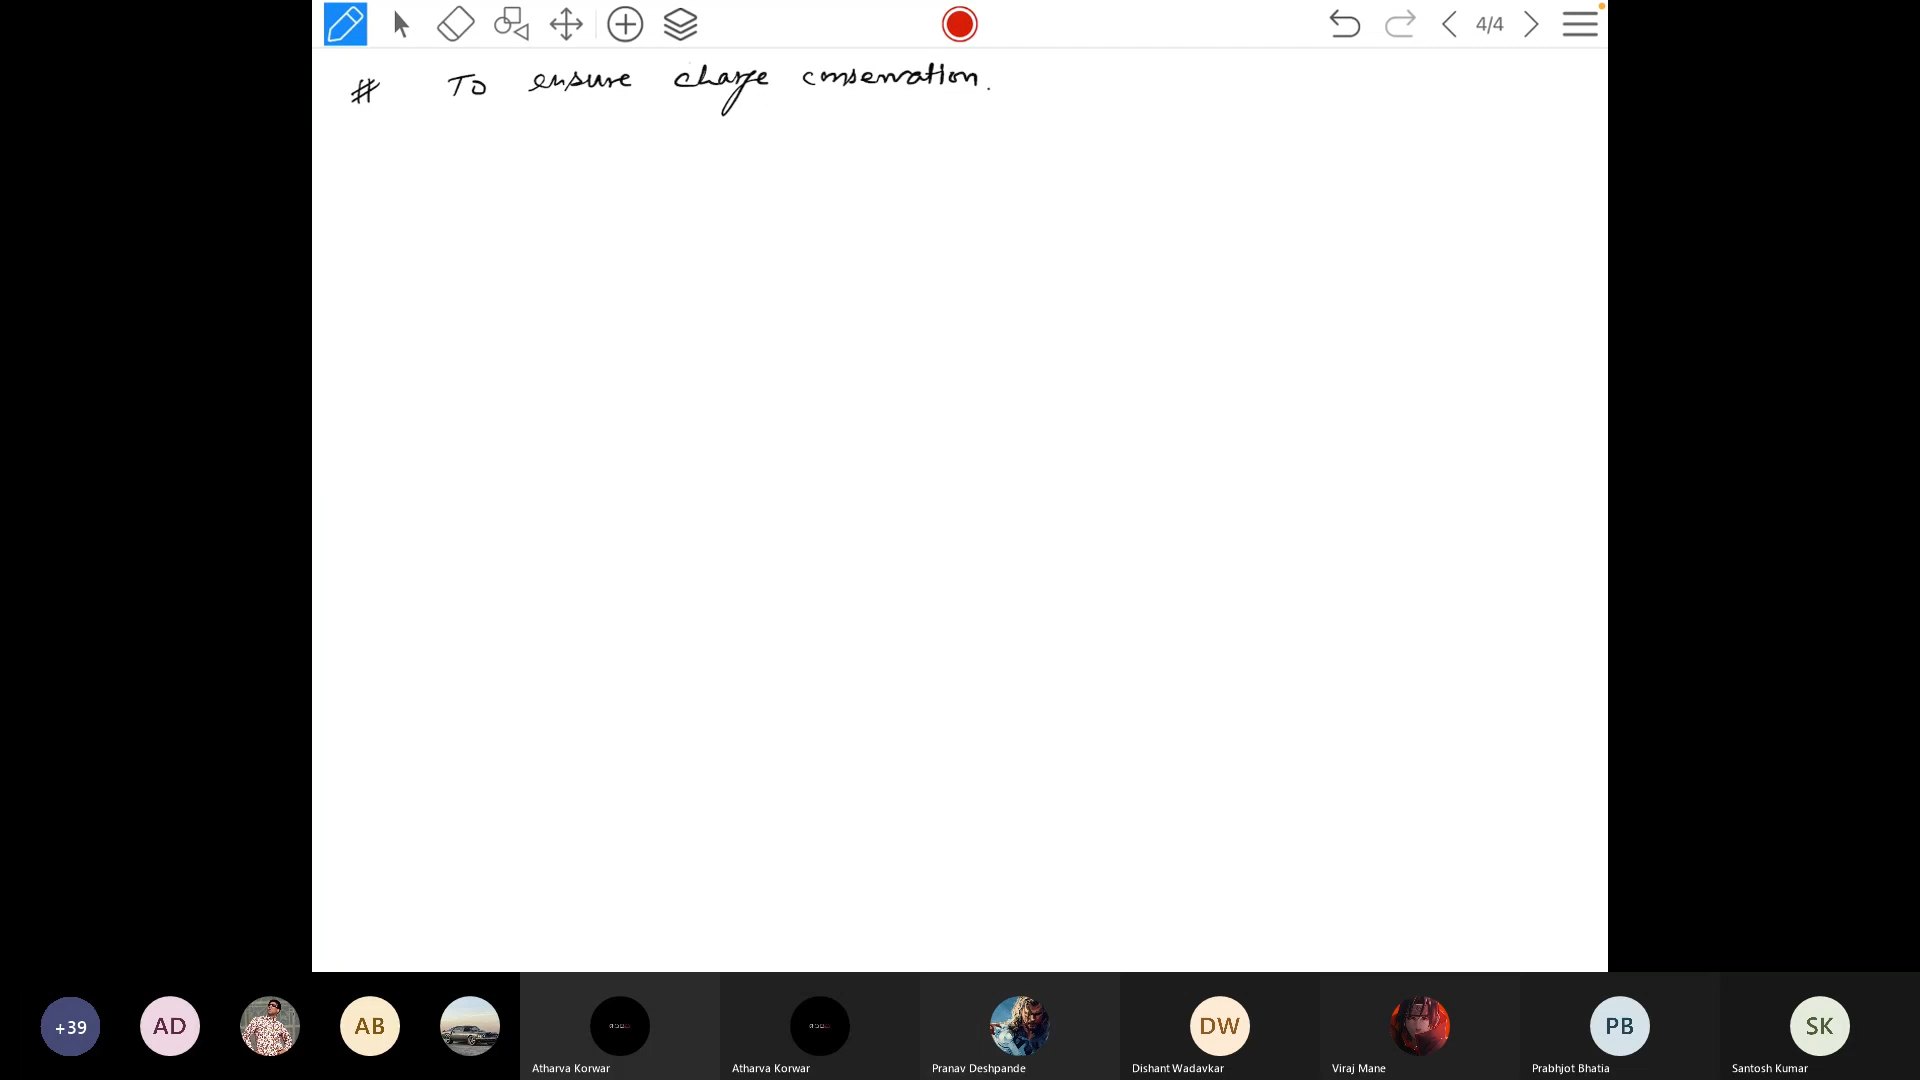 4/4
# To ensure charge conservation.
+39
AD
AB
DW
PB
SK
Atharva Korwar
Atharva Korwar
Pranav Deshpande
Dishant Wadavkar
Viraj Mane
Prabhjot Bhatia
Santosh Kumar